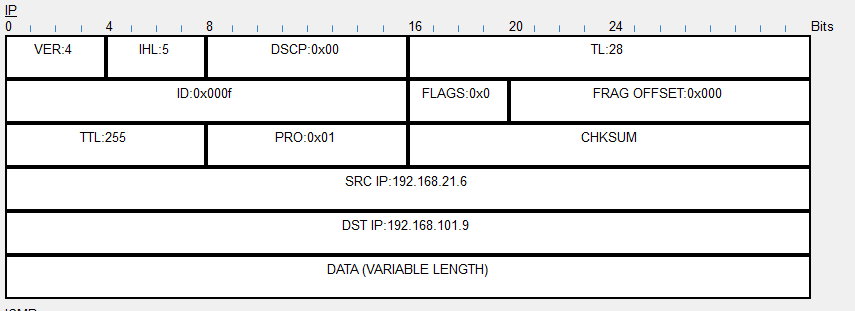 IP
0 4 8 16 20 24 Bits
VER:4 IHL:5 DSCP:0x00 TL:28
ID:0x000f FLAGS:0x0 FRAG OFFSET:0x000
TTL:255 PRO:0x01 CHKSUM
SRC IP:192.168.21.6
DST IP:192.168.101.9
DATA (VARIABLE LENGTH)